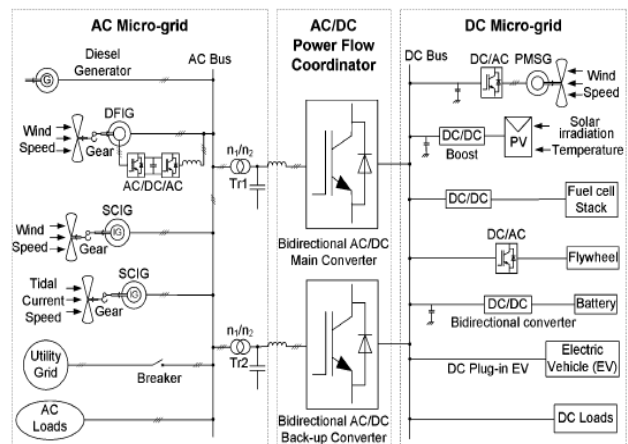 AC Micro-grid
Diesel
Generator
G
AC Bus
DFIG
Wind
Speed
Gear
AC/DC/AC
SCIG
Wind
Speed
IG
Gear
SCIG
Tidal
Current
Speed
IG
Gear
Utility
Grid
Breaker
AC
Loads
AC/DC
Power Flow
Coordinator
n1/n2
Tr1
Bidirectional AC/DC
Main Converter
n1/n2
Tr2
Bidirectional AC/DC
Back-up Converter
DC Micro-grid
DC Bus
DC/AC PMSG
Wind
Speed
DC/DC
Boost
PV
Solar
irradiation
Temperature
DC/DC
Fuel cell
Stack
DC/AC
Flywheel
DC/DC
Battery
Bidirectional converter
DC Plug-in EV
Electric
Vehicle (EV)
DC Loads